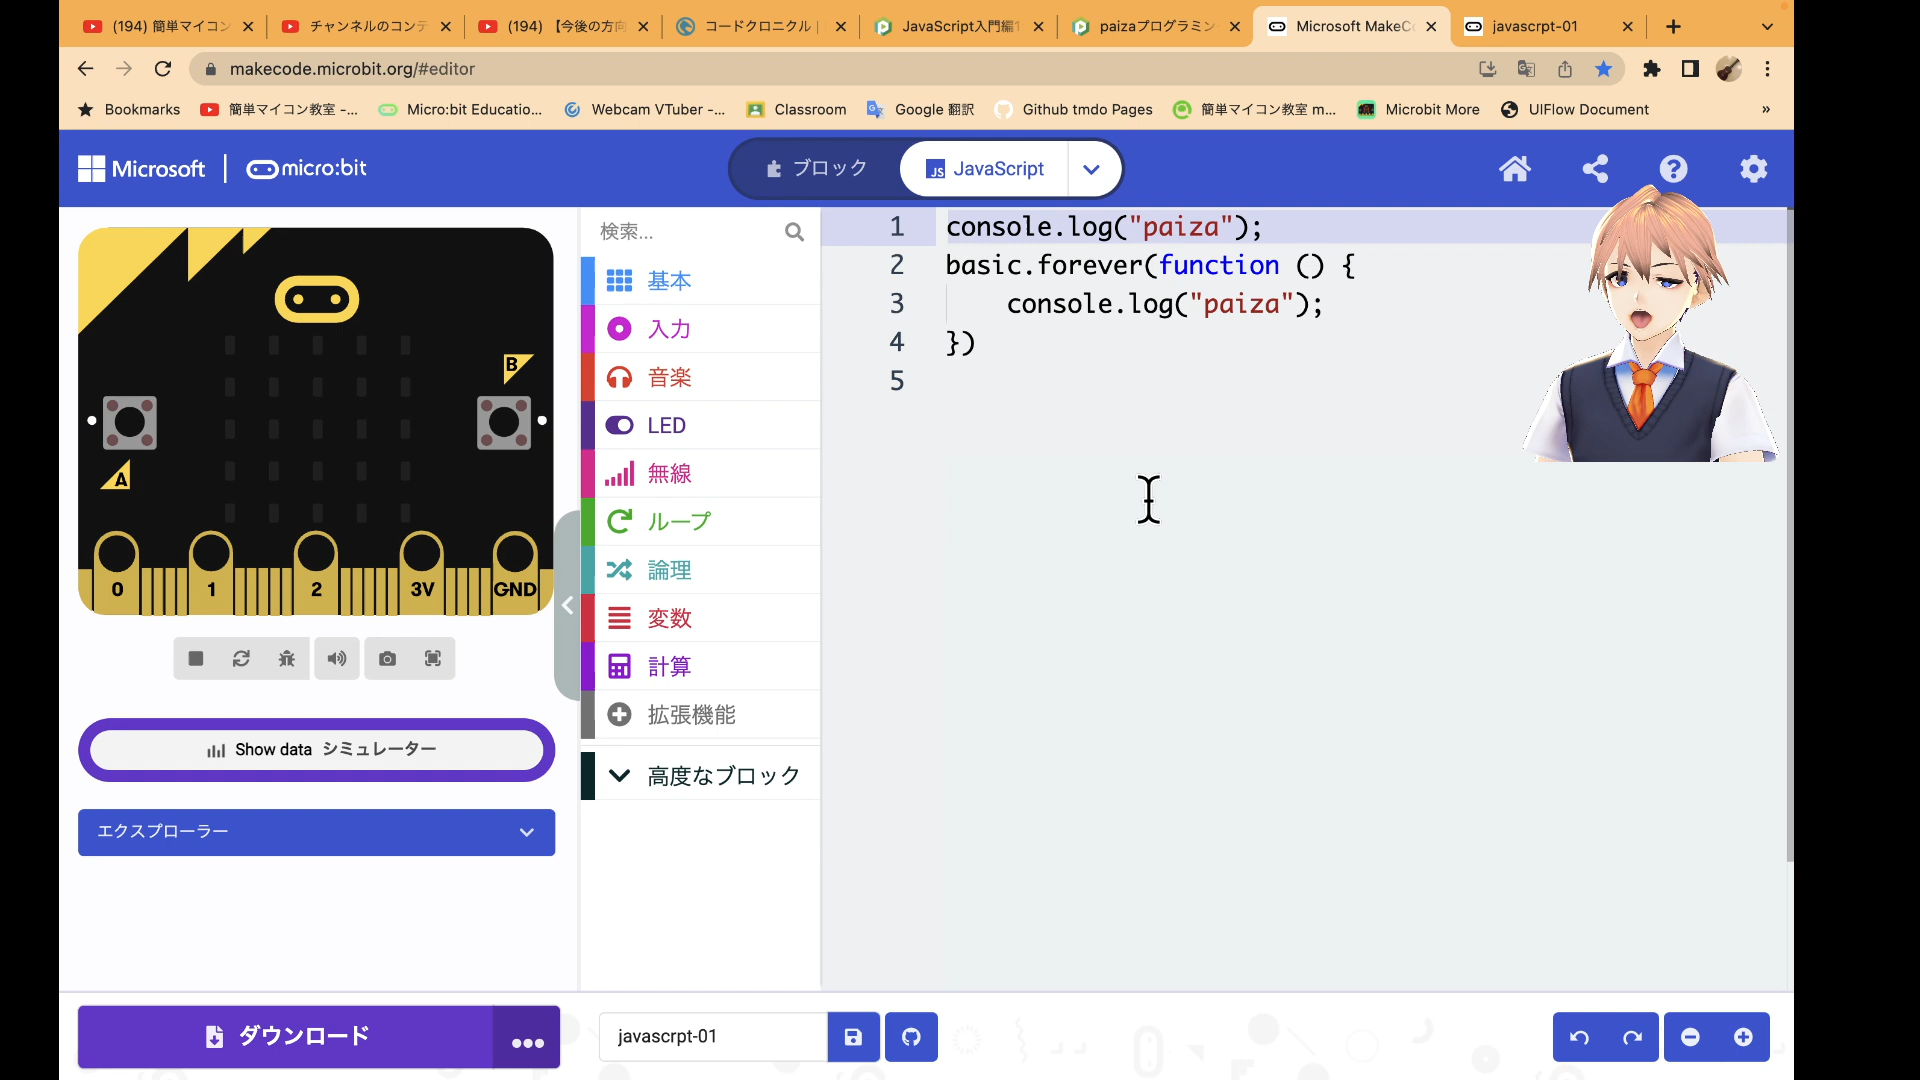 (194) 簡単マイコン
チャンネルのコンテ
(194) 【今後の方向
コードクロニクル |
JavaScript入門編1
paizaプログラミン
Microsoft MakeCo
javascrpt-01
makecode.microbit.org/#editor
Bookmarks
簡単マイコン教室 -...
Micro:bit Educatio...
Webcam VTuber -...
Classroom
Google 翻訳
Github tmdo Pages
簡単マイコン教室 m...
Microbit More
UIFlow Document
»
Microsoft
micro:bit
ブロック
JS JavaScript
B
A
0
1
2
3V
GND
Show data シミュレーター
エクスプローラー
検索...
基本
入力
音楽
LED
無線
ループ
論理
変数
計算
拡張機能
高度なブロック
1 console.log("paiza");
2 basic.forever(function () {
3 console.log("paiza");
4 })
5
ダウンロード
javascrpt-01